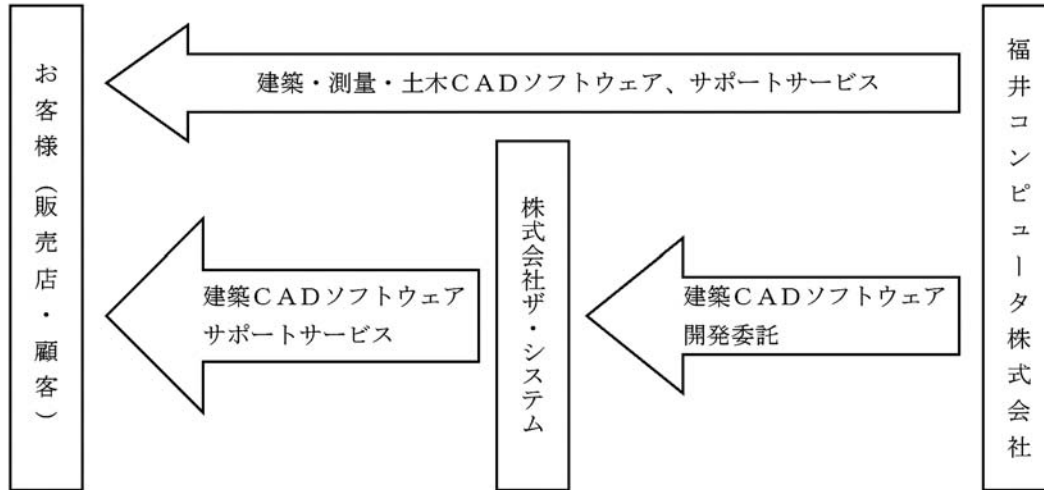 お客様（販売店・顧客）
建築・測量・土木ＣＡＤソフトウェア、サポートサービス
建築ＣＡＤソフトウェア
サポートサービス
株式会社ザ・システム
建築ＣＡＤソフトウェア
開発委託
福井コンピュータ株式会社